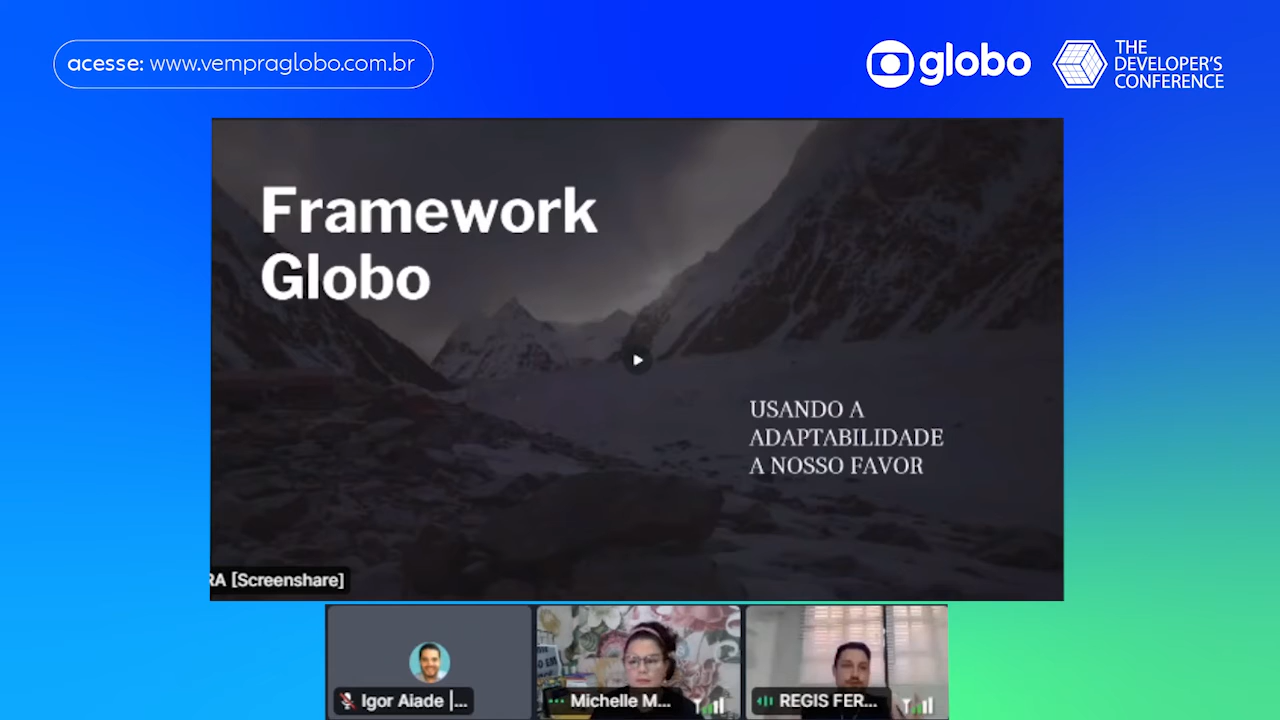 acesse: www.vempraglobo.com.br
globo
THE
DEVELOPER'S
CONFERENCE
Framework
Globo
USANDO A
ADAPTABILIDADE
A NOSSO FAVOR
RA [Screenshare]
Igor Aiade |...
Michelle M...
REGIS FER...